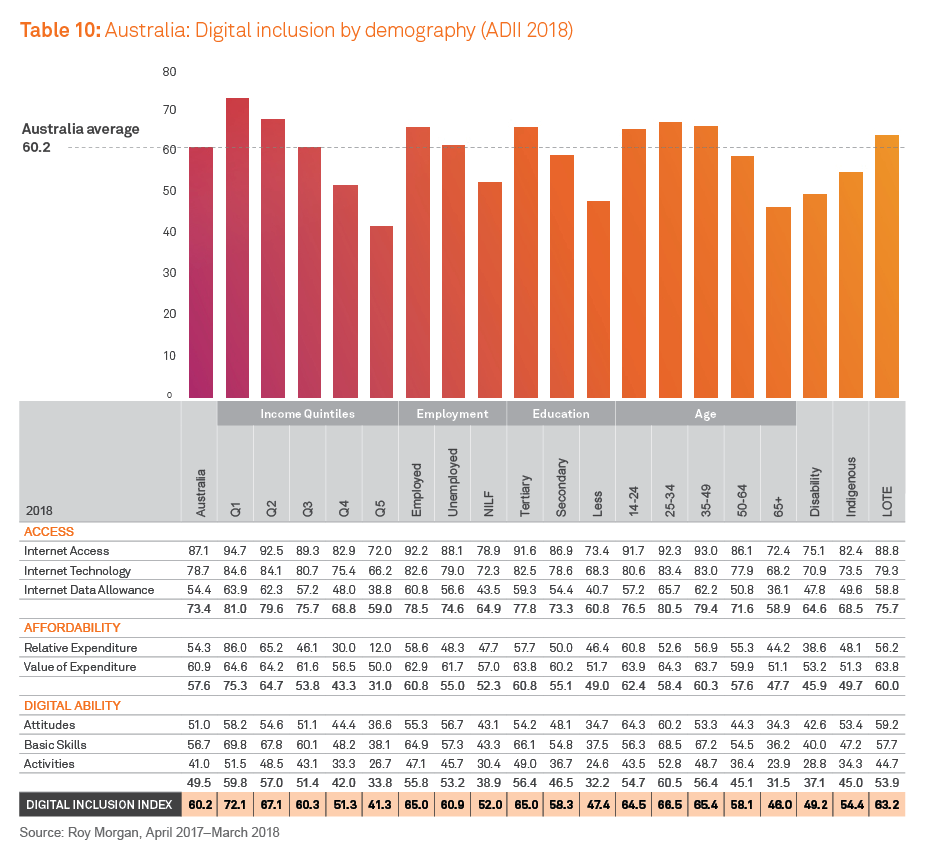 Table 10: Australia: Digital inclusion by demography (ADII 2018)
80
70
Australia average
60.2
60
50
40
30
20
10
0
Income Quintiles Employment Education Age
2018 Australia Q1 Q2 Q3 Q4 Q5 Employed Unemployed NILF Tertiary Secondary Less 14-24 25-34 35-49 50-64 65+ Disability Indigenous LOTE
ACCESS
Internet Access 87.1 94.7 92.5 89.3 82.9 72.0 92.2 88.1 78.9 91.6 86.9 73.4 91.7 92.3 93.0 86.1 72.4 75.1 82.4 88.8
Internet Technology 78.7 84.6 84.1 80.7 75.4 66.2 82.6 79.0 72.3 82.5 78.6 68.3 80.6 83.4 83.0 77.9 68.2 70.9 73.5 79.3
Internet Data Allowance 54.4 63.9 62.3 57.2 48.0 38.8 60.8 56.6 43.5 59.3 54.4 40.7 57.2 65.7 62.2 50.8 36.1 47.8 49.6 58.8
73.4 81.0 79.6 75.7 68.8 59.0 78.5 74.6 64.9 77.8 73.3 60.8 76.5 80.5 79.4 71.6 58.9 64.6 68.5 75.7
AFFORDABILITY
Relative Expenditure 54.3 86.0 65.2 46.1 30.0 12.0 58.6 48.3 47.7 57.7 50.0 46.4 60.8 52.6 56.9 55.3 44.2 38.6 48.1 56.2
Value of Expenditure 60.9 64.6 64.2 61.6 56.5 50.0 62.9 61.7 57.0 63.8 60.2 51.7 63.9 64.3 63.7 59.9 51.1 53.2 51.3 63.8
57.6 75.3 64.7 53.8 43.3 31.0 60.8 55.0 52.3 60.8 55.1 49.0 62.4 58.4 60.3 57.6 47.7 45.9 49.7 60.0
DIGITAL ABILITY
Attitudes 51.0 58.2 54.6 51.1 44.4 36.6 55.3 56.7 43.1 54.2 48.1 34.7 64.3 60.2 53.3 44.3 34.3 42.6 53.4 59.2
Basic Skills 56.7 69.8 67.8 60.1 48.2 38.1 64.9 57.3 43.3 66.1 54.8 37.5 56.3 68.5 67.2 54.5 36.2 40.0 47.2 57.7
Activities 41.0 51.5 48.5 43.1 33.3 26.7 47.1 45.7 30.4 49.0 36.7 24.6 43.5 52.8 48.7 36.4 23.9 28.8 34.3 44.7
49.5 59.8 57.0 51.4 42.0 33.8 55.8 53.2 38.9 56.4 46.5 32.2 54.7 60.5 56.4 45.1 31.5 37.1 45.0 53.9
DIGITAL INCLUSION INDEX 60.2 72.1 67.1 60.3 51.3 41.3 65.0 60.9 52.0 65.0 58.3 47.4 64.5 66.5 65.4 58.1 46.0 49.2 54.4 63.2
Source: Roy Morgan, April 2017–March 2018